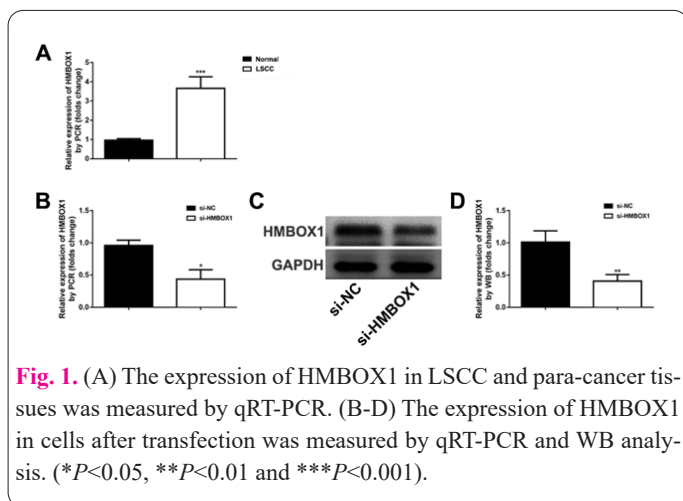 A
Relative expression of HMBOX1
by PCR (folds change)
5
4
3
2
1
0
***
Normal
LSCC
B
Relative expression of HMBOX1
by PCR (folds change)
1.5
1.0
0.5
0.0
*
si-NC
si-HMBOX1
C
HMBOX1
GAPDH
si-NC
si-HMBOX1
D
Relative expression of HMBOX1
by WB (folds change)
1.5
1.0
0.5
0.0
**
si-NC
si-HMBOX1
Fig. 1. (A) The expression of HMBOX1 in LSCC and para-cancer tis-
sues was measured by qRT-PCR. (B-D) The expression of HMBOX1
in cells after transfection was measured by qRT-PCR and WB analy-
sis. (*P<0.05, **P<0.01 and ***P<0.001).